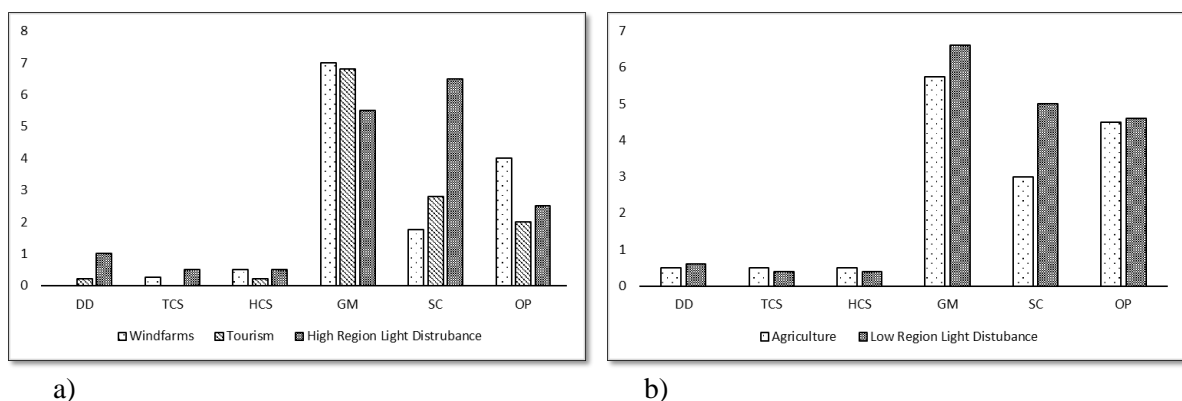 8
7
6
5
4
3
2
1
0
DD TCS HCS GM SC OP
Windfarms Tourism High Region Light Distrubance
a)
7
6
5
4
3
2
1
0
DD TCS HCS GM SC OP
Agriculture Low Region Light Distubance
b)